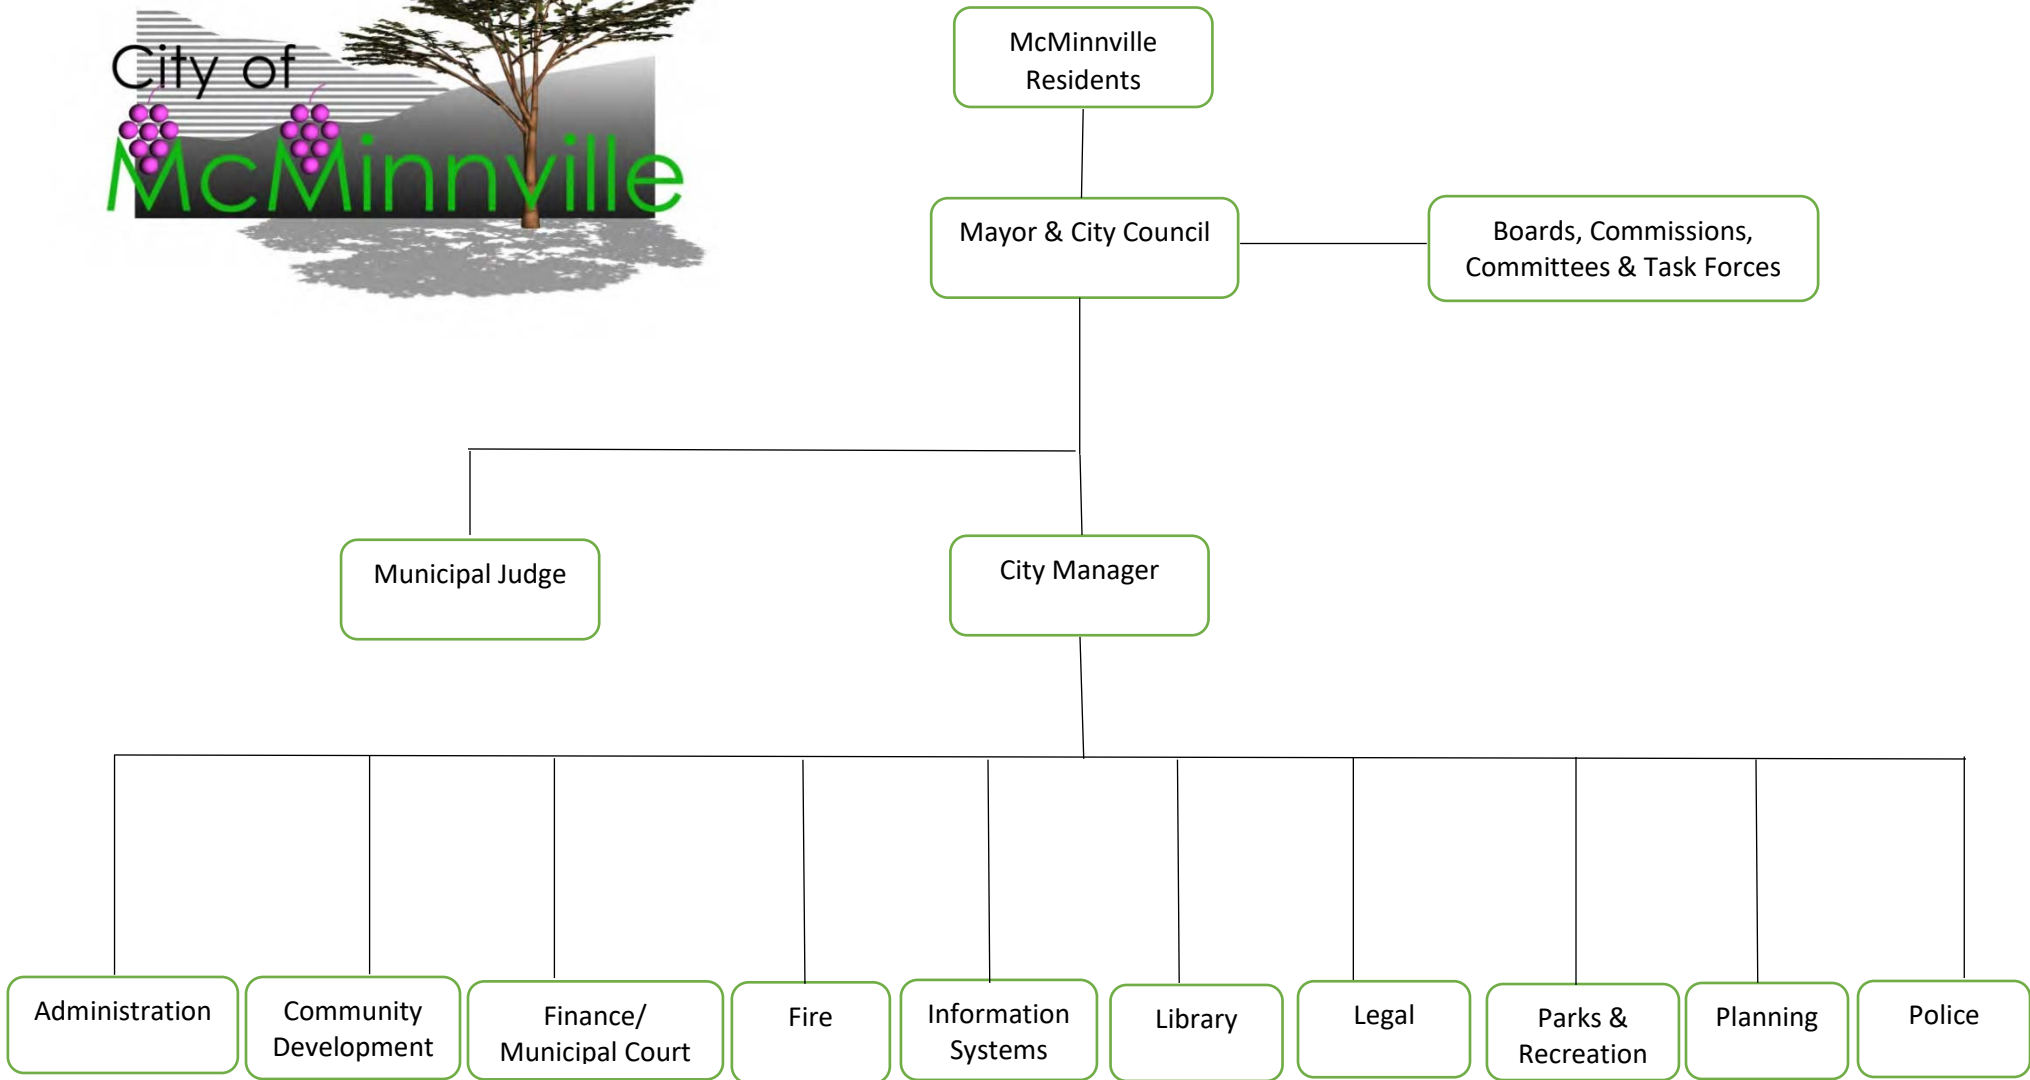 City of
McMinnville
McMinnville
Residents
Mayor & City Council
Boards, Commissions,
Committees & Task Forces
Municipal Judge
City Manager
Administration
Community
Development
Finance/
Municipal Court
Fire
Information
Systems
Library
Legal
Parks &
Recreation
Planning
Police